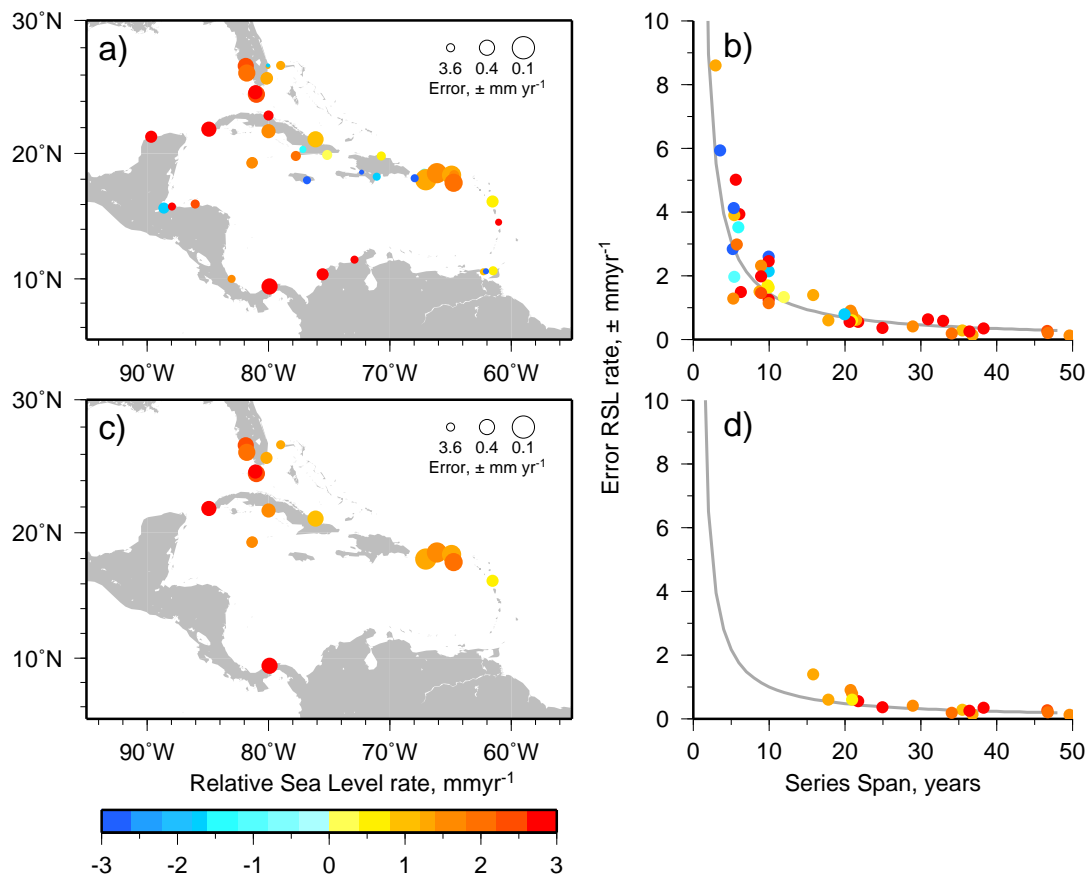 a)
30˚N
20˚N
10˚N
90˚W
80˚W
70˚W
60˚W
3.6 0.4 0.1
Error, ± mm yr-1
b)
10
8
6
4
2
0
0 10 20 30 40 50
c)
30˚N
20˚N
10˚N
90˚W
80˚W
70˚W
60˚W
3.6 0.4 0.1
Error, ± mm yr-1
d)
10
8
6
4
2
0
0 10 20 30 40 50
Error RSL rate, ± mmyr-1
Relative Sea Level rate, mmyr-1
Series Span, years
-3 -2 -1 0 1 2 3